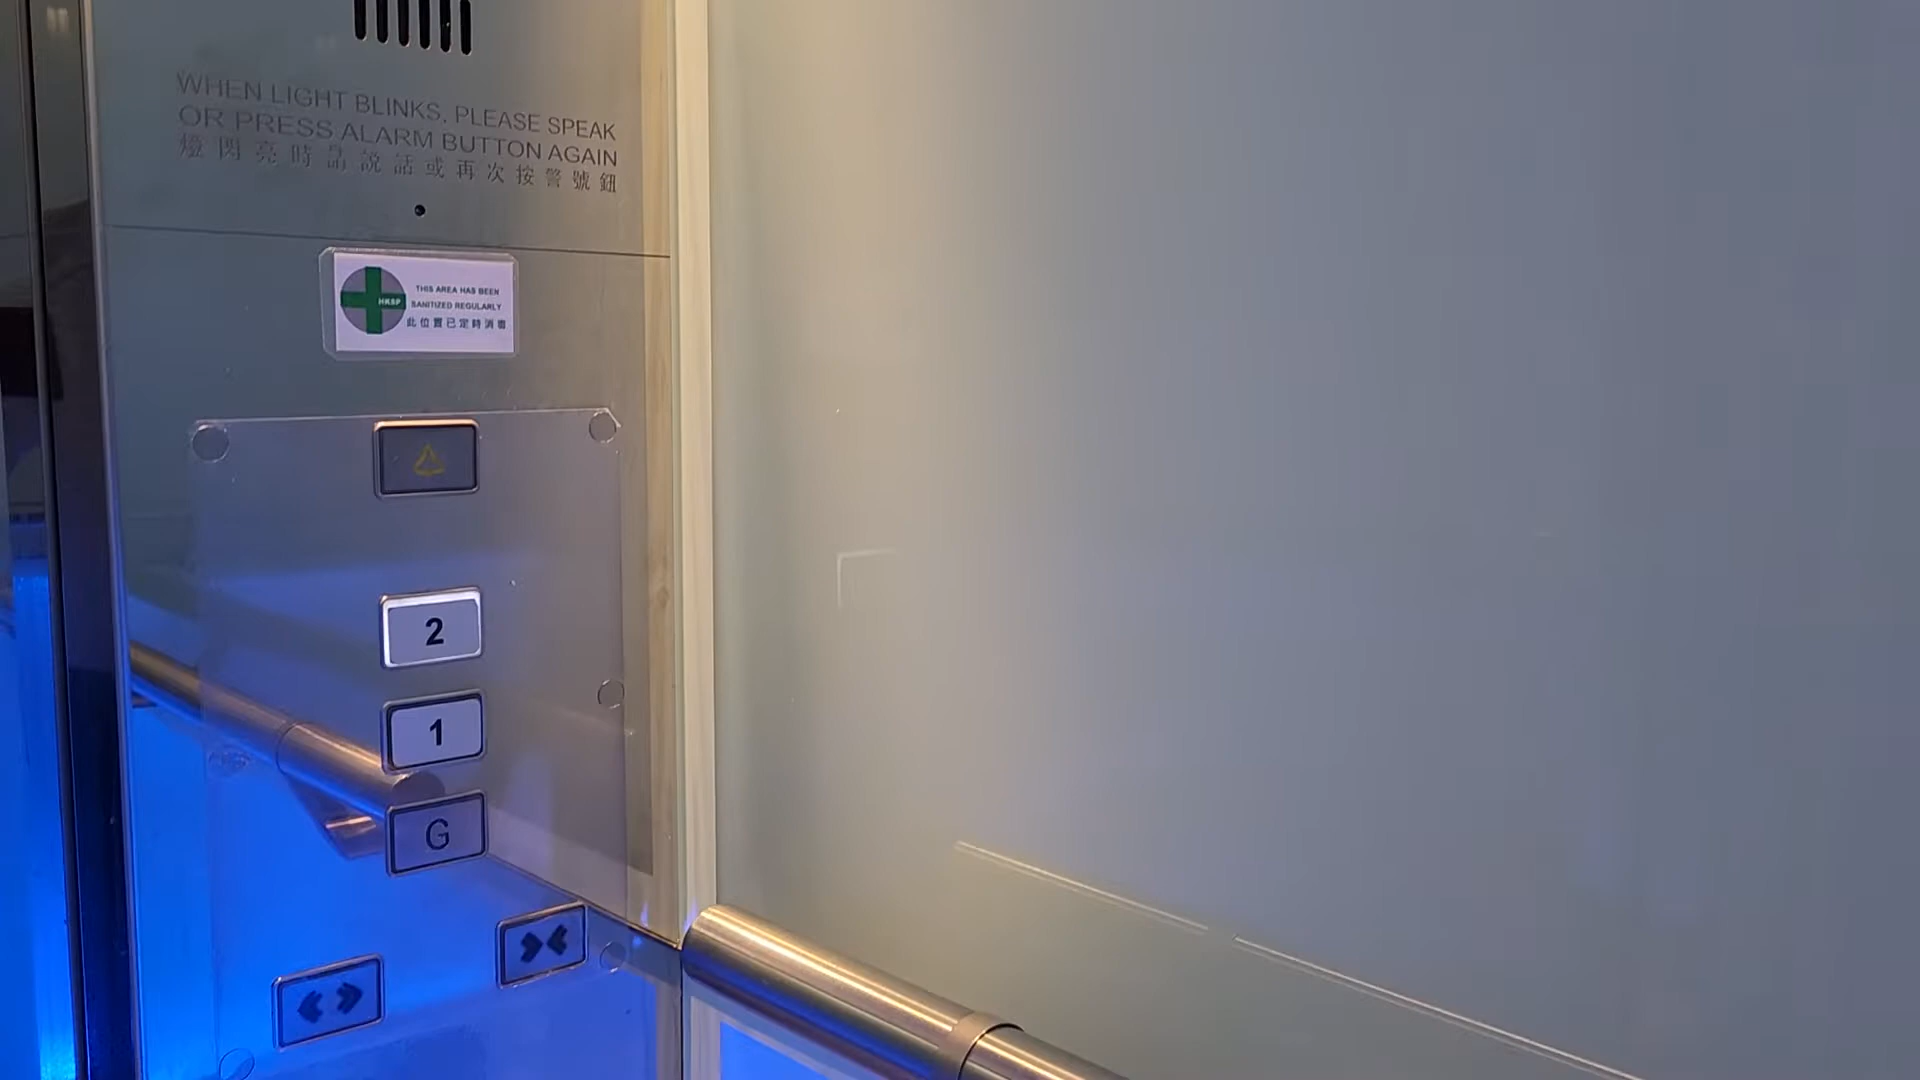 WHEN LIGHT BLINKS, PLEASE SPEAK
OR PRESS ALARM BUTTON AGAIN
燈閃亮時請說話或再次按警號鈕
HKSP
THIS AREA HAS BEEN
SANITIZED REGULARLY
此位置已定時消毒
2
1
G